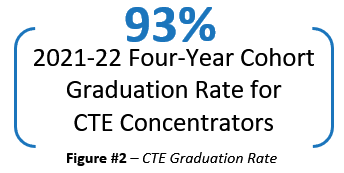 93%
2021-22 Four-Year Cohort
Graduation Rate for
CTE Concentrators
Figure #2 – CTE Graduation Rate